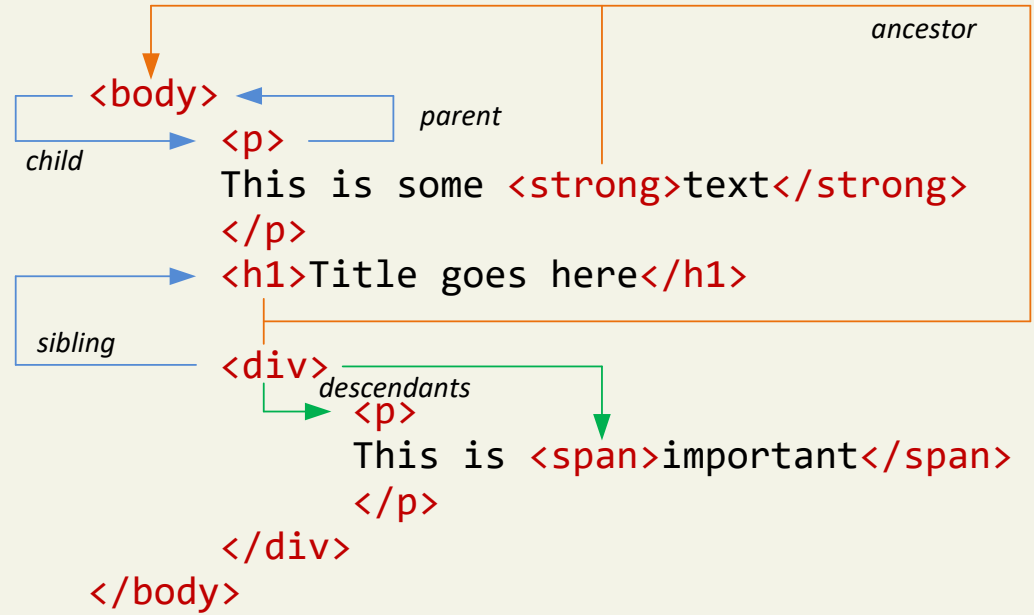 ancestor
<body>
parent
<p>
child
This is some <strong>text</strong>
</p>
<h1>Title goes here</h1>
sibling
<div>
descendants
<p>
This is <span>important</span>
</p>
</div>
</body>